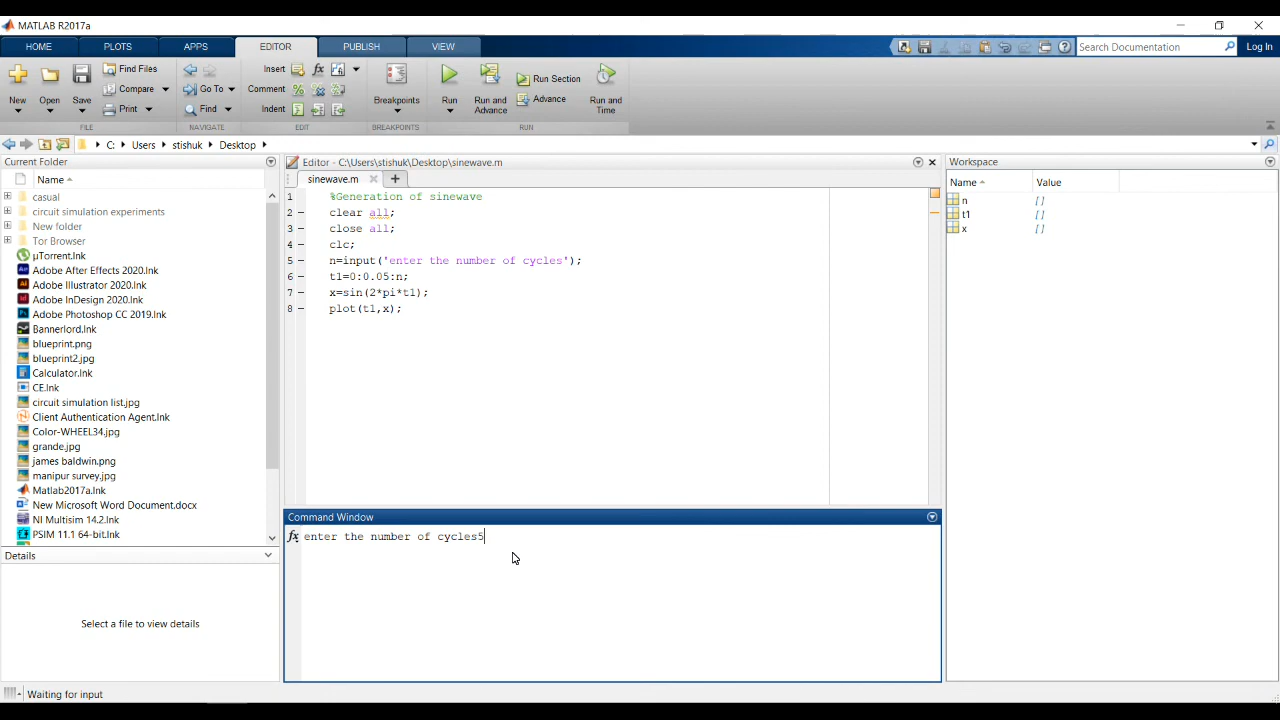 MATLAB R2017a
HOME PLOTS APPS EDITOR PUBLISH VIEW Search Documentation Log In
New Open Save Find Files Compare Print
FILE
Go To Find
NAVIGATE
Insert fx
Comment
Indent
EDIT
Breakpoints
BREAKPOINTS
Run Run and Advance Run Section Advance Run and Time
RUN
C: Users stishuk Desktop
Current Folder
Name
casual
circuit simulation experiments
New folder
Tor Browser
µTorrent.lnk
Adobe After Effects 2020.lnk
Adobe Illustrator 2020.lnk
Adobe InDesign 2020.lnk
Adobe Photoshop CC 2019.lnk
Bannerlord.lnk
blueprint.png
blueprint2.jpg
Calculator.lnk
CE.lnk
circuit simulation list.jpg
Client Authentication Agent.lnk
Color-WHEEL34.jpg
grande.jpg
james baldwin.png
manipur survey.jpg
Matlab2017a.lnk
New Microsoft Word Document.docx
NI Multisim 14.2.lnk
PSIM 11.1 64-bit.lnk
Details
Select a file to view details
Editor - C:\Users\stishuk\Desktop\sinewave.m
sinewave.m
1 %Generation of sinewave
2 – clear all;
3 – close all;
4 – clc;
5 – n=input('enter the number of cycles');
6 – t1=0:0.05:n;
7 – x=sin(2*pi*t1);
8 – plot(t1,x);
Command Window
fx enter the number of cycles5
Workspace
Name Value
n []
t1 []
x []
Waiting for input